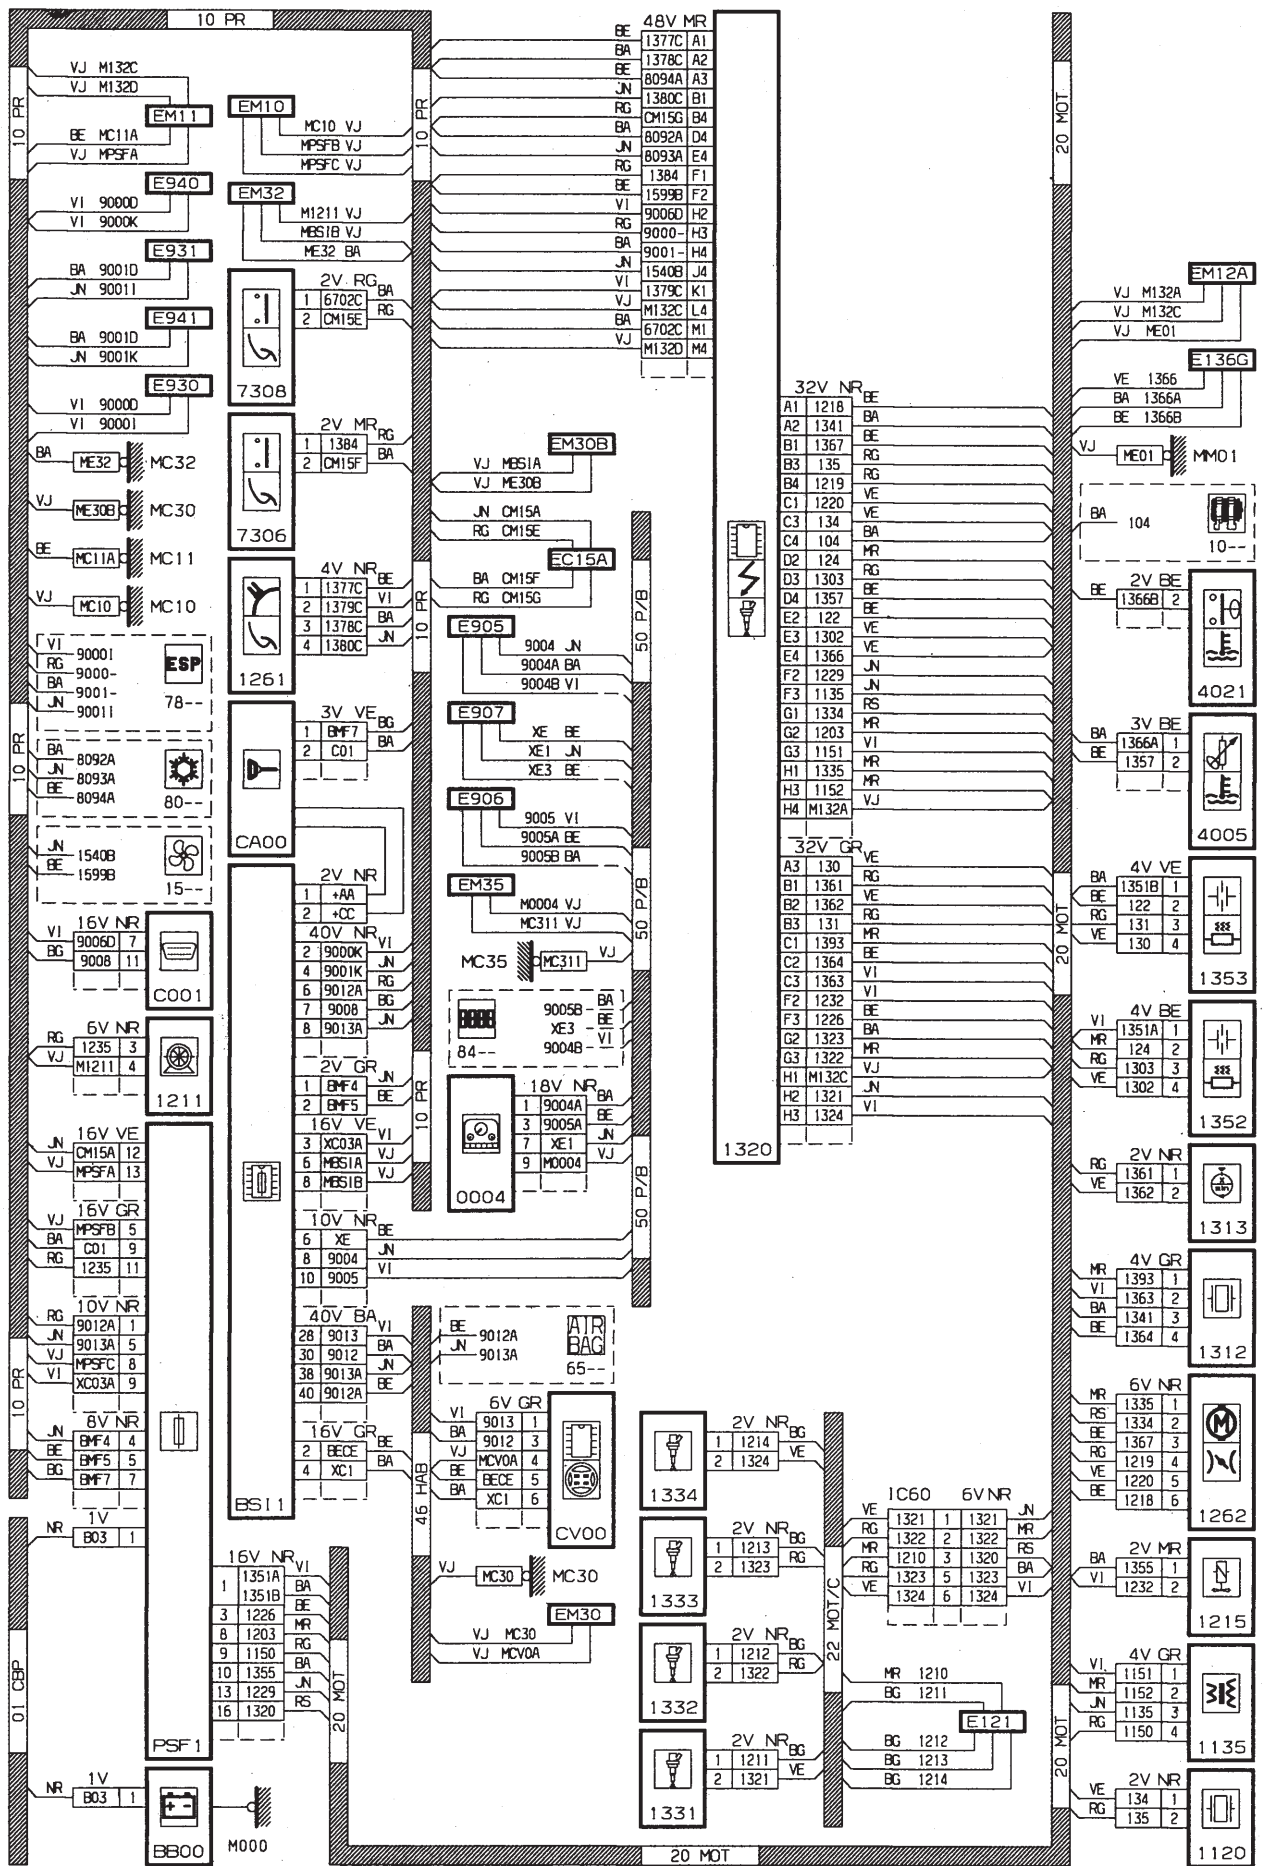 10 PR
10 PR
VJ M132C
VJ M132D
EM11
BE MC11A
VJ MPSFA
E940
VI 9000D
VI 9000K
E931
BA 9001D
JN 9001I
E941
BA 9001D
JN 9001K
E930
VI 9000D
VI 9000I
BA ME32 MC32
VJ ME30B MC30
BE MC11A MC11
VJ MC10 MC10
VI 9000I
RG 9000-
BA 9001-
JN 9001I
ESP
78--
10 PR
BA 8092A
JN 8093A
BE 8094A
80--
JN 1540B
BE 1599B
15--
16V NR
VI 9006D 7
BG 9008 11
C001
6V NR
RG 1235 3
VJ M1211 4
1211
16V VE
JN CM15A 12
VJ MPSFA 13
16V GR
VJ MPSFB 5
BA C01 9
RG 1235 11
10V NR
RG 9012A 1
JN 9013A 5
VJ MPSFC 8
VI XC03A 9
10 PR
8V NR
JN BMF4 4
BE BMF5 5
BG BMF7 7
1V
NR B03 1
01 CBP
PSF1
1V
NR B03 1
BB00
M000
EM10
MC10 VJ
MPSFB VJ
MPSFC VJ
10 PR
EM32
M1211 VJ
MBSIB VJ
ME32 BA
2V RG
1 6702C BA
2 CM15E RG
7308
2V MR
1 1384 RG
2 CM15F BA
7306
4V NR
1 1377C BE
2 1379C VI
3 1378C BA
4 1380C JN
1261
10 PR
3V VE
1 BMF7 BG
2 C01 BA
CA00
2V NR
1 +AA
2 +CC
40V NR
2 9000K VI
4 9001K JN
6 9012A RG
7 9008 BG
8 9013A JN
2V GR
1 BMF4 JN
2 BMF5 BE
10 PR
16V VE
3 XC03A VI
6 MBSIA VJ
8 MBSIB VJ
10V NR
6 XE BE
8 9004 JN
10 9005 VI
40V BA
28 9013 VI
30 9012 BA
38 9013A JN
40 9012A BE
16V GR
2 BECE BE
4 XC1 BA
BSI1
16V NR
1 1351A VI
1351B BA
3 1226 BE
8 1203 MR
9 1150 RG
10 1355 BA
13 1229 JN
16 1320 RS
20 MOT
48V MR
BE 1377C A1
BA 1378C A2
BE 8094A A3
JN 1380C B1
RG CM15G B4
BA 8092A D4
JN 8093A E4
RG 1384 F1
BE 1599B F2
VI 9006D H2
RG 9000- H3
BA 9001- H4
JN 1540B J4
VI 1379C K1
VJ M132C L4
BA 6702C M1
VJ M132D M4
EM30B
VJ MBSIA
VJ ME30B
JN CM15A
RG CM15E
EC15A
BA CM15F
RG CM15G
50 P/B
E905
9004 JN
9004A BA
9004B VI
E907
XE BE
XE1 JN
XE3 BE
E906
9005 VI
9005A BE
9005B BA
EM35
M0004 VJ
MC311 VJ
50 P/B
MC35 MC311 VJ
84--
9005B BA
XE3 BE
9004B VI
18V NR
1 9004A BA
3 9005A BE
7 XE1 JN
9 M0004 VJ
0004
50 P/B
BE 9012A
JN 9013A
AIR
BAG
65--
46 HAB
6V GR
VI 9013 1
BA 9012 3
VJ MCV0A 4
BE BECE 5
BA XC1 6
CV00
VJ MC30 MC30
EM30
VJ MC30
VJ MCV0A
1320
32V NR
A1 1218 BE
A2 1341 BA
B1 1367 BE
B3 135 RG
B4 1219 RG
C1 1220 VE
C3 134 VE
C4 104 BA
D2 124 MR
D3 1303 RG
D4 1357 BE
E2 122 BE
E3 1302 VE
E4 1366 VE
F2 1229 JN
F3 1135 JN
G1 1334 RS
G2 1203 MR
G3 1151 VI
H1 1335 MR
H3 1152 MR
H4 M132A VJ
32V GR
A3 130 VE
B1 1361 RG
B2 1362 VE
B3 131 RG
C1 1393 MR
C2 1364 BE
C3 1363 VI
F2 1232 VI
F3 1226 BE
G2 1323 BA
G3 1322 MR
H1 M132C VJ
H2 1321 JN
H3 1324 VI
2V NR
1 1214 BG
2 1324 VE
1334
2V NR
1 1213 BG
2 1323 RG
1333
2V NR
1 1212 BG
2 1322 RG
1332
2V NR
1 1211 BG
2 1321 VE
1331
22 MOT/C
IC60 6V NR
VE 1321 1 1321 JN
RG 1322 2 1322 MR
MR 1210 3 1320 RS
RG 1323 5 1323 BA
VE 1324 6 1324 VI
MR 1210
BG 1211
E121
BG 1212
BG 1213
BG 1214
20 MOT
20 MOT
20 MOT
20 MOT
EM12A
VJ M132A
VJ M132C
VJ ME01
E136G
VE 1366
BA 1366A
BE 1366B
VJ ME01 MM01
BA 104
10--
2V BE
BE 1366B 2
4021
3V BE
BA 1366A 1
BE 1357 2
4005
4V VE
BA 1351B 1
BE 122 2
RG 131 3
VE 130 4
1353
4V BE
VI 1351A 1
MR 124 2
RG 1303 3
VE 1302 4
1352
2V NR
RG 1361 1
VE 1362 2
1313
4V GR
MR 1393 1
VI 1363 2
BA 1341 3
BE 1364 4
1312
6V NR
MR 1335 1
RS 1334 2
BE 1367 3
RG 1219 4
VE 1220 5
BE 1218 6
M
1262
2V MR
BA 1355 1
VI 1232 2
1215
4V GR
VI 1151 1
MR 1152 2
JN 1135 3
RG 1150 4
1135
2V NR
VE 134 1
RG 135 2
1120